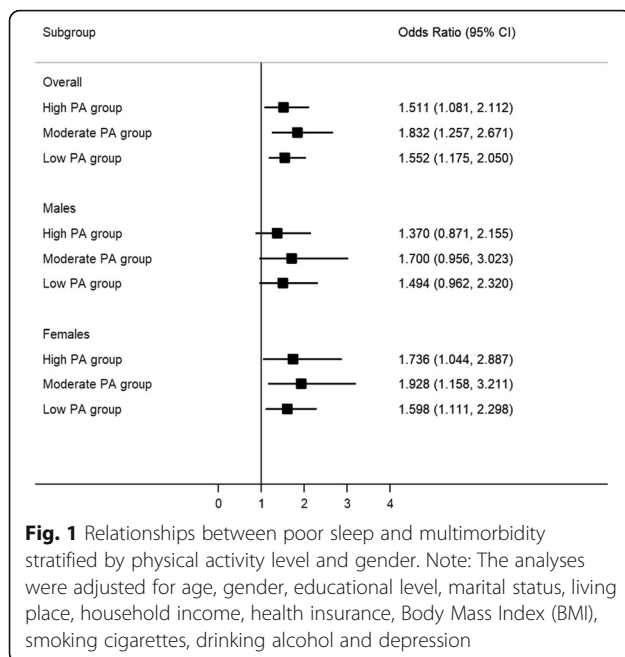 Subgroup Odds Ratio (95% CI)
Overall
High PA group 1.511 (1.081, 2.112)
Moderate PA group 1.832 (1.257, 2.671)
Low PA group 1.552 (1.175, 2.050)
Males
High PA group 1.370 (0.871, 2.155)
Moderate PA group 1.700 (0.956, 3.023)
Low PA group 1.494 (0.962, 2.320)
Females
High PA group 1.736 (1.044, 2.887)
Moderate PA group 1.928 (1.158, 3.211)
Low PA group 1.598 (1.111, 2.298)
0 1 2 3 4
Fig. 1 Relationships between poor sleep and multimorbidity
stratified by physical activity level and gender. Note: The analyses
were adjusted for age, gender, educational level, marital status, living
place, household income, health insurance, Body Mass Index (BMI),
smoking cigarettes, drinking alcohol and depression